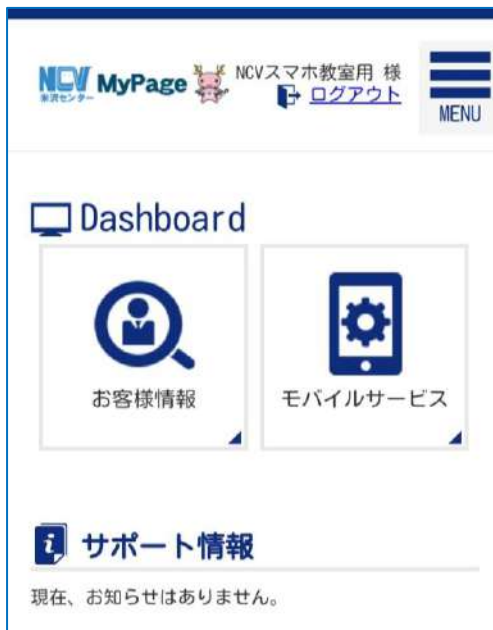 NCV MyPage
米沢センター
NCVスマホ教室用 様
ログアウト
MENU
Dashboard
お客様情報
モバイルサービス
サポート情報
現在、お知らせはありません。